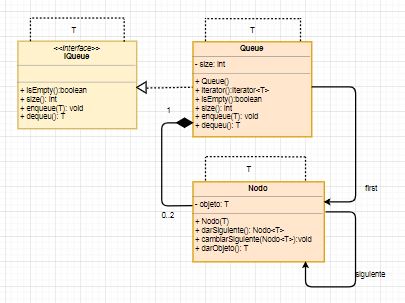 T
<<interface>>
IQueue
+ isEmpty():boolean
+ size(): int
+ enqueue(T): void
+ dequeu(): T
T
Queue
- size: int
+ Queue()
+ iterator():Iterator<T>
+ isEmpty():boolean
+ size(): int
+ enqueue(T): void
+ dequeu(): T
1
0..2
first
T
Nodo
- objeto: T
+ Nodo(T)
+ darSiguiente(): Nodo<T>
+ cambiarSiguiente(Nodo<T>):void
+ darObjeto(): T
siguiente